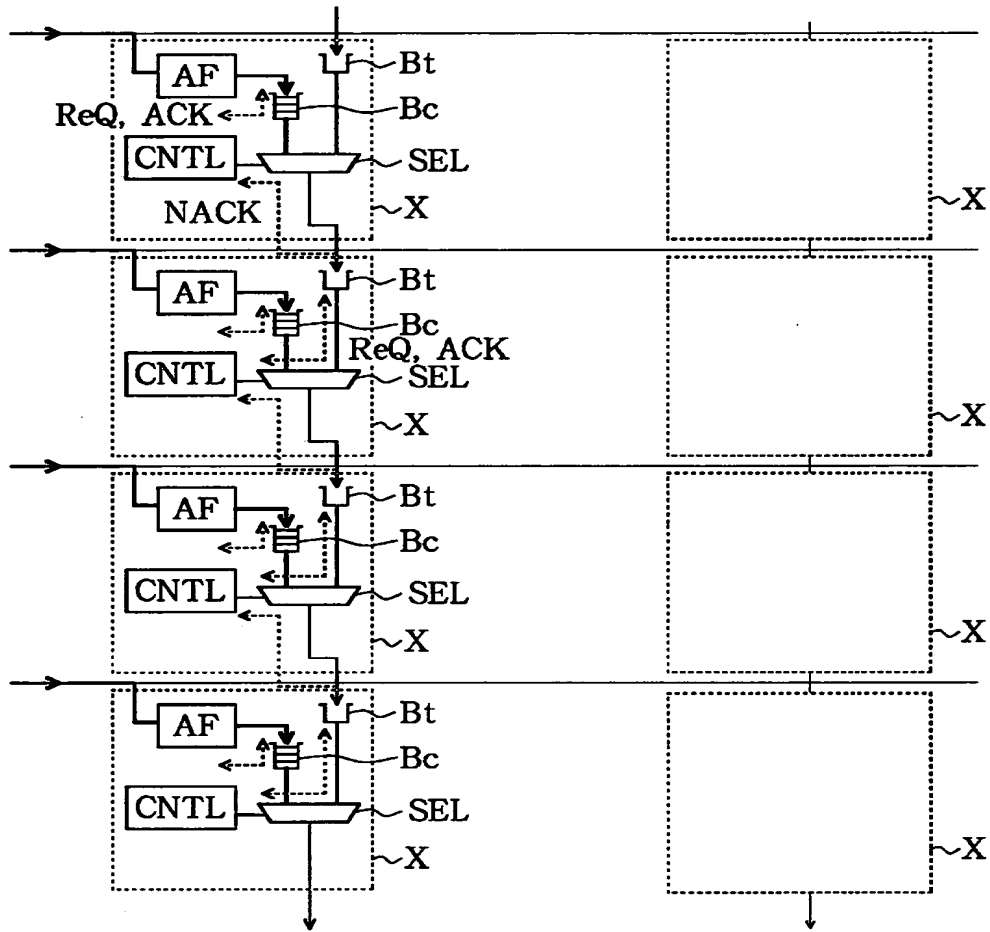 AF
Bt
ReQ, ACK
Bc
CNTL
SEL
NACK
X
X
AF
Bt
Bc
ReQ, ACK
CNTL
SEL
X
X
AF
Bt
Bc
CNTL
SEL
X
X
AF
Bt
Bc
CNTL
SEL
X
X